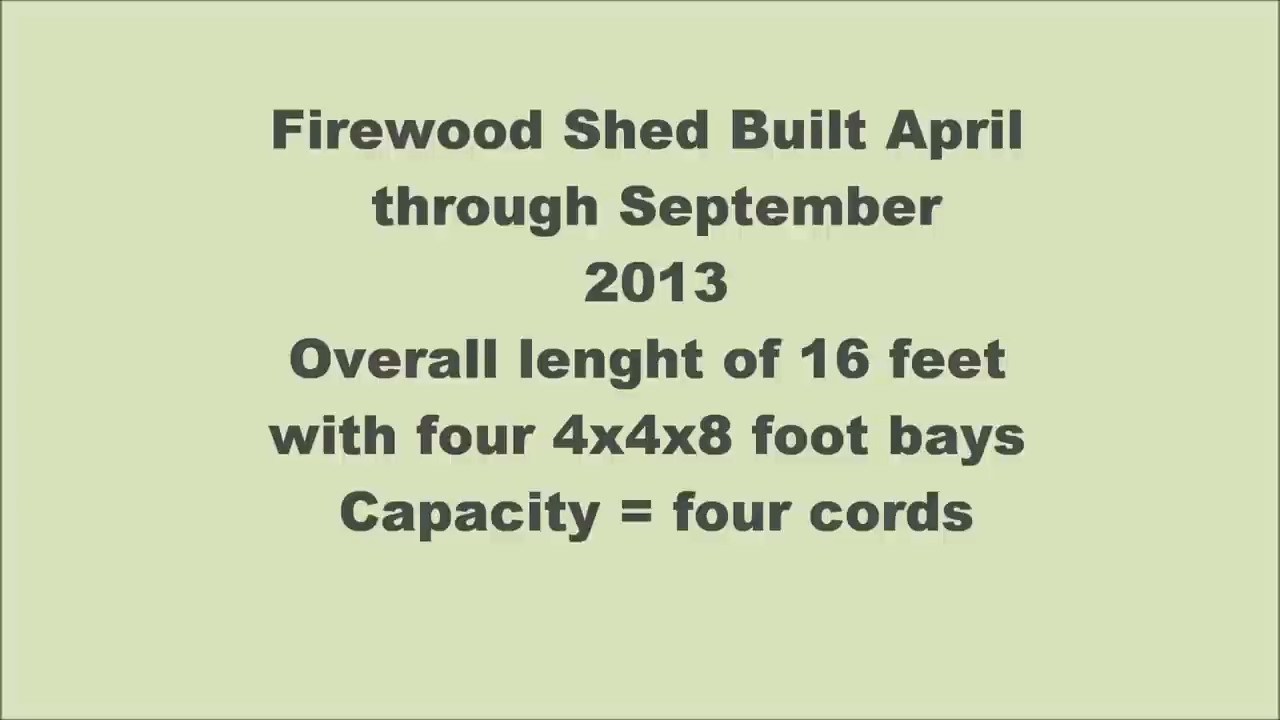 Firewood Shed Built April
through September
2013
Overall lenght of 16 feet
with four 4x4x8 foot bays
Capacity = four cords